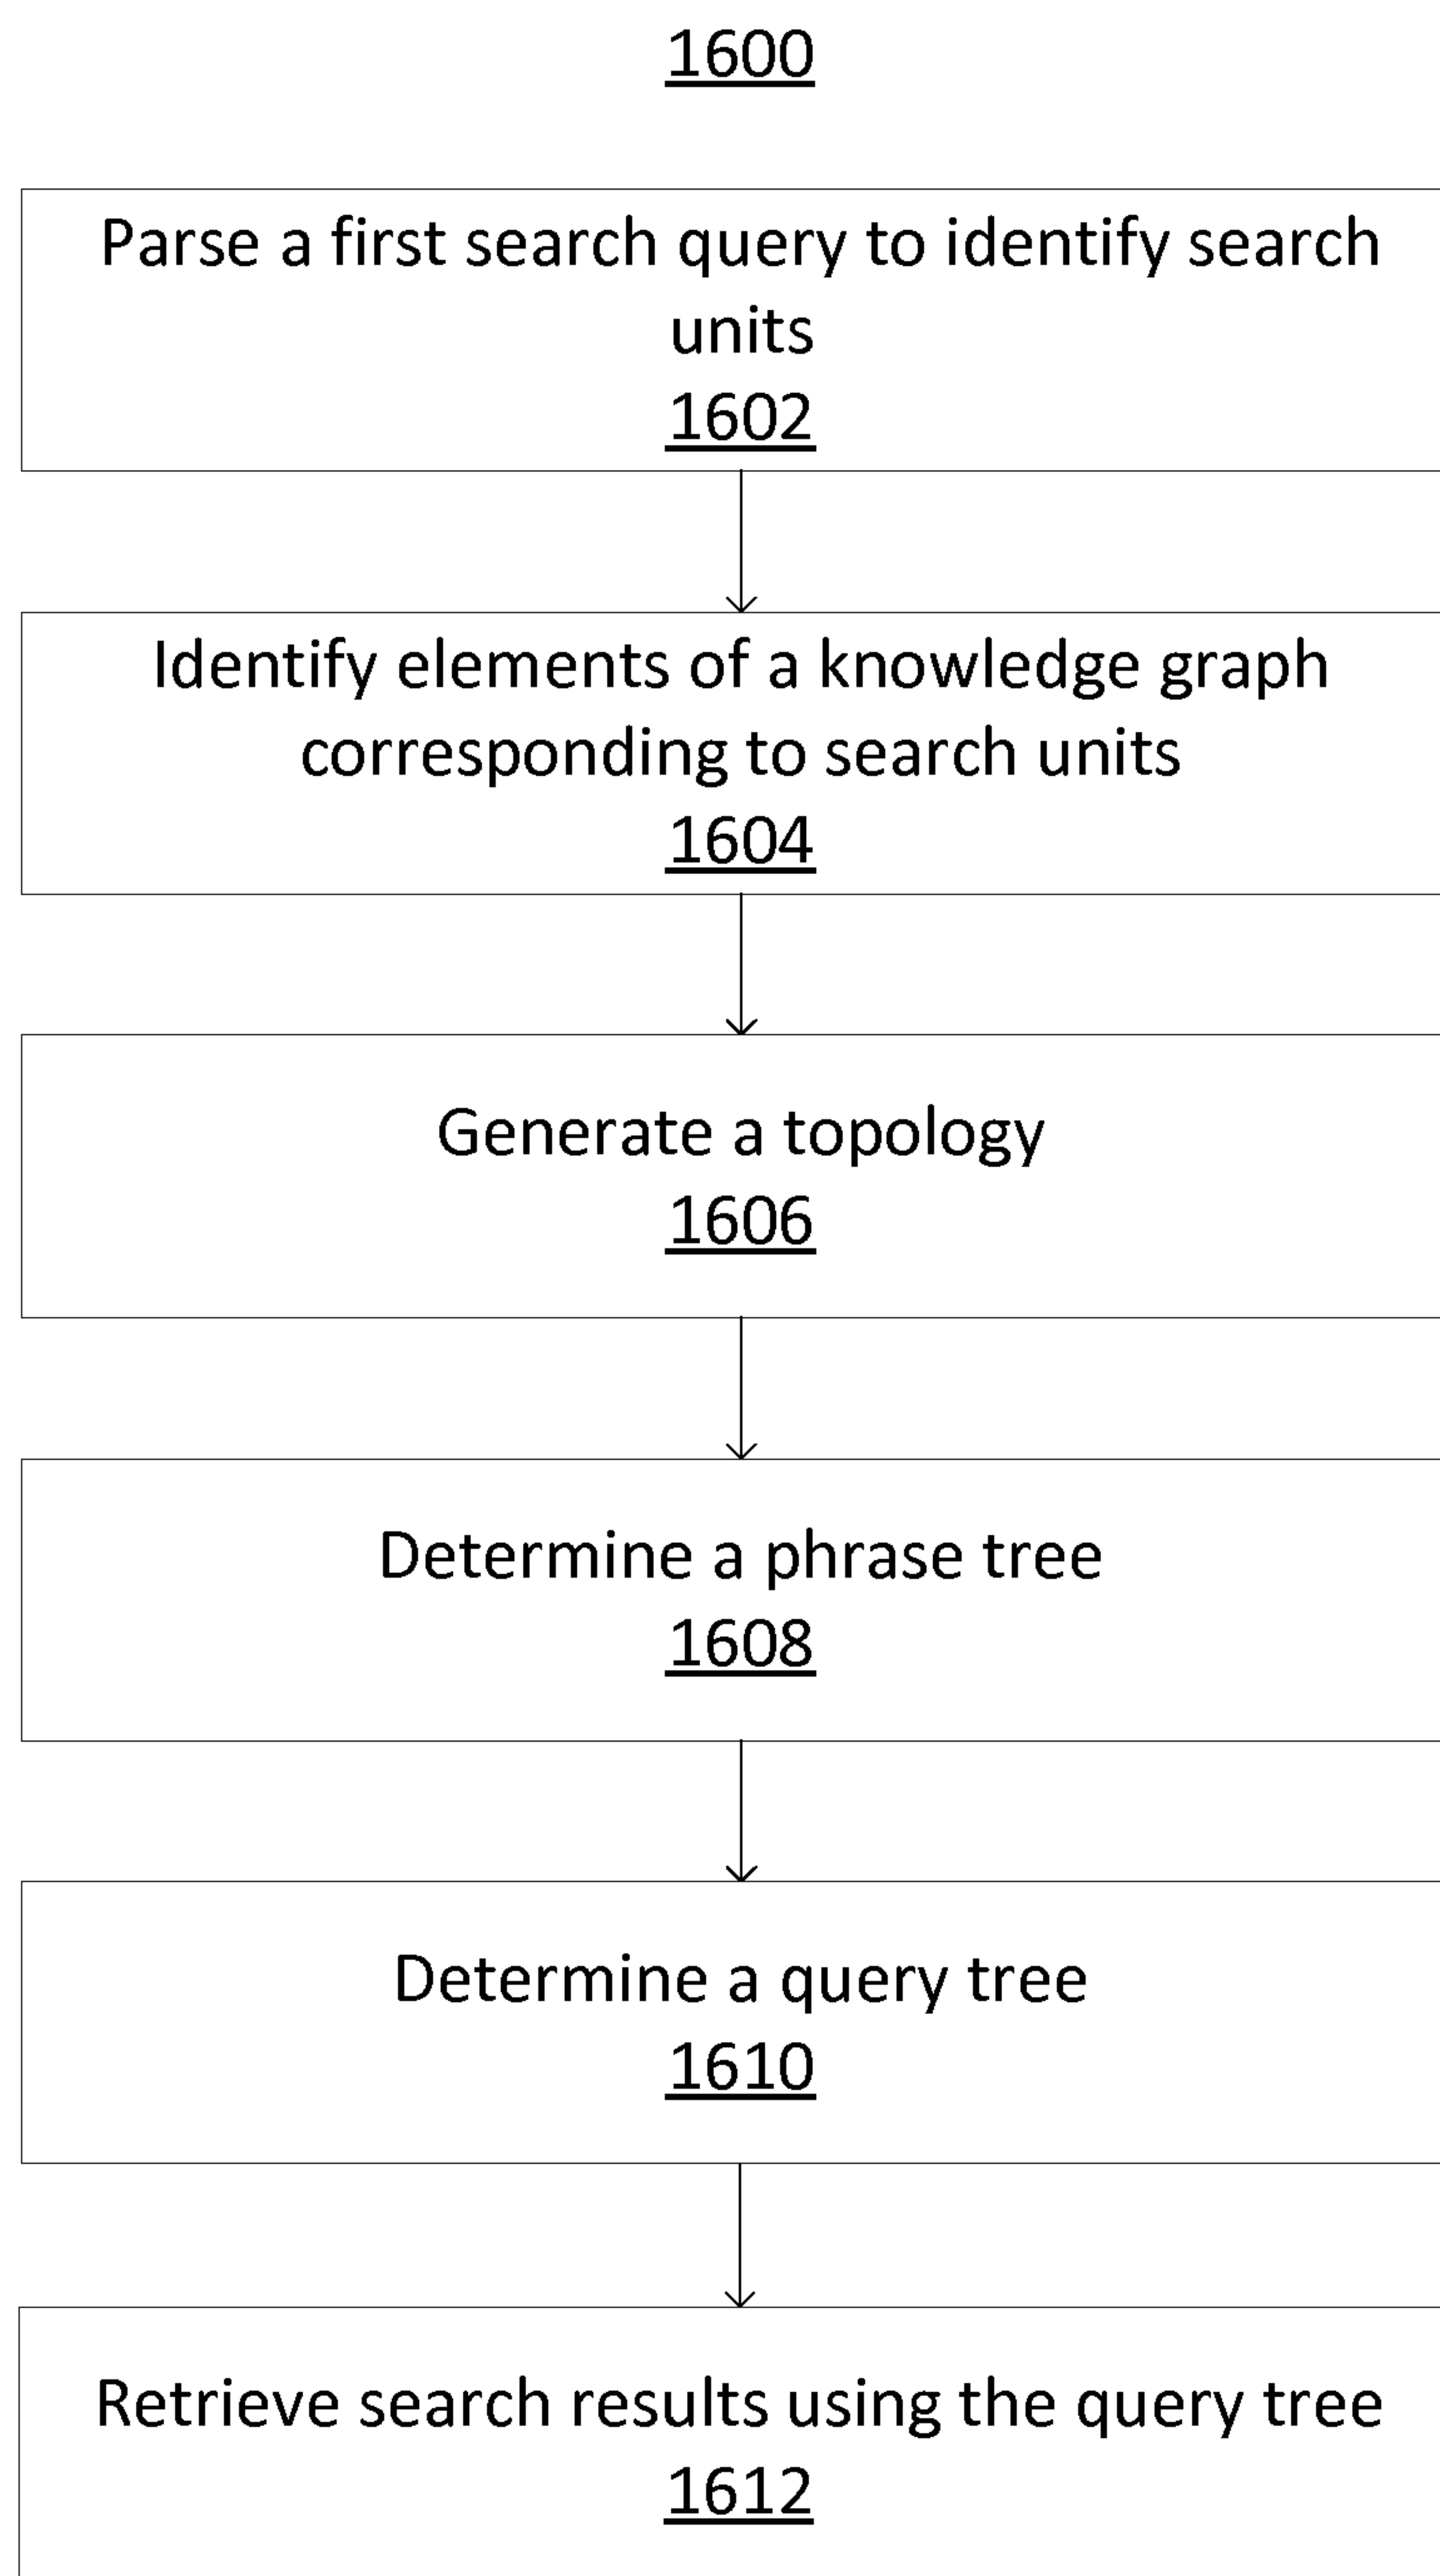 1600
Parse a first search query to identify search
units
1602
Identify elements of a knowledge graph
corresponding to search units
1604
Generate a topology
1606
Determine a phrase tree
1608
Determine a query tree
1610
Retrieve search results using the query tree
1612